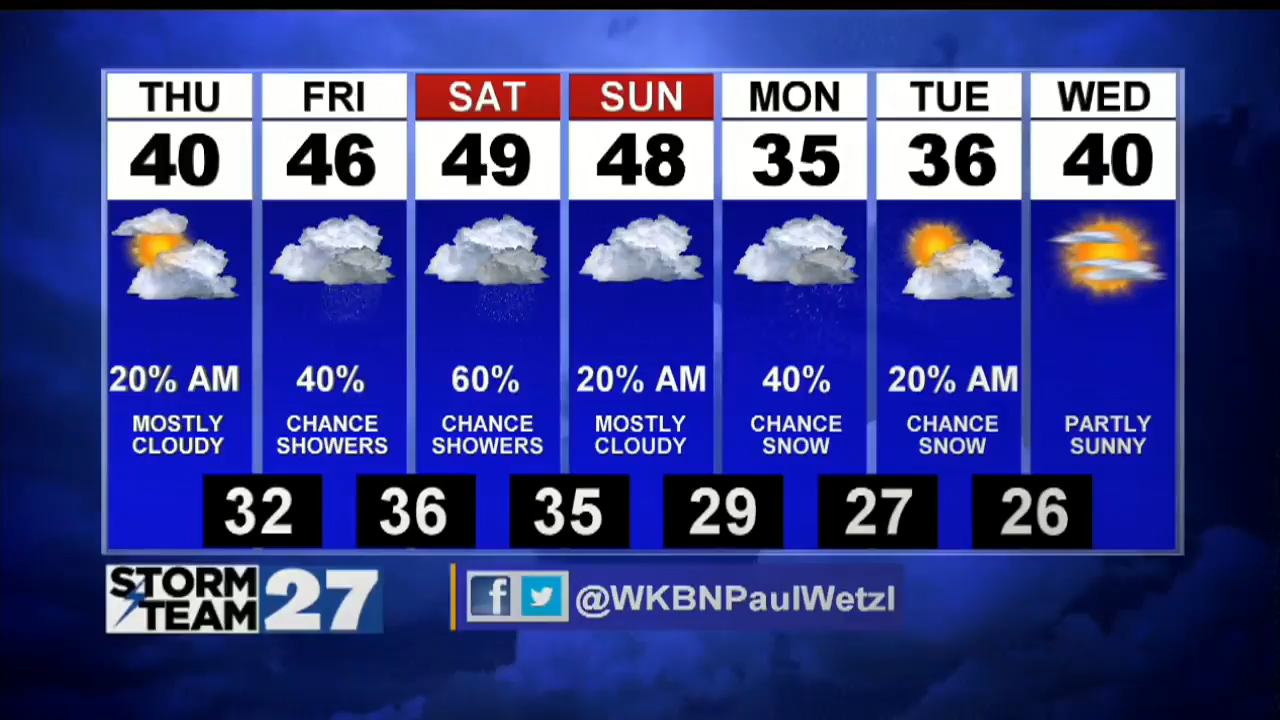 THU FRI SAT SUN MON TUE WED
40 46 49 48 35 36 40
20% AM 40% 60% 20% AM 40% 20% AM
MOSTLY CHANCE CHANCE MOSTLY CHANCE CHANCE PARTLY
CLOUDY SHOWERS SHOWERS CLOUDY SNOW SNOW SUNNY
32 36 35 29 27 26
STORM
TEAM
27
f
@WKBNPaulWetzl